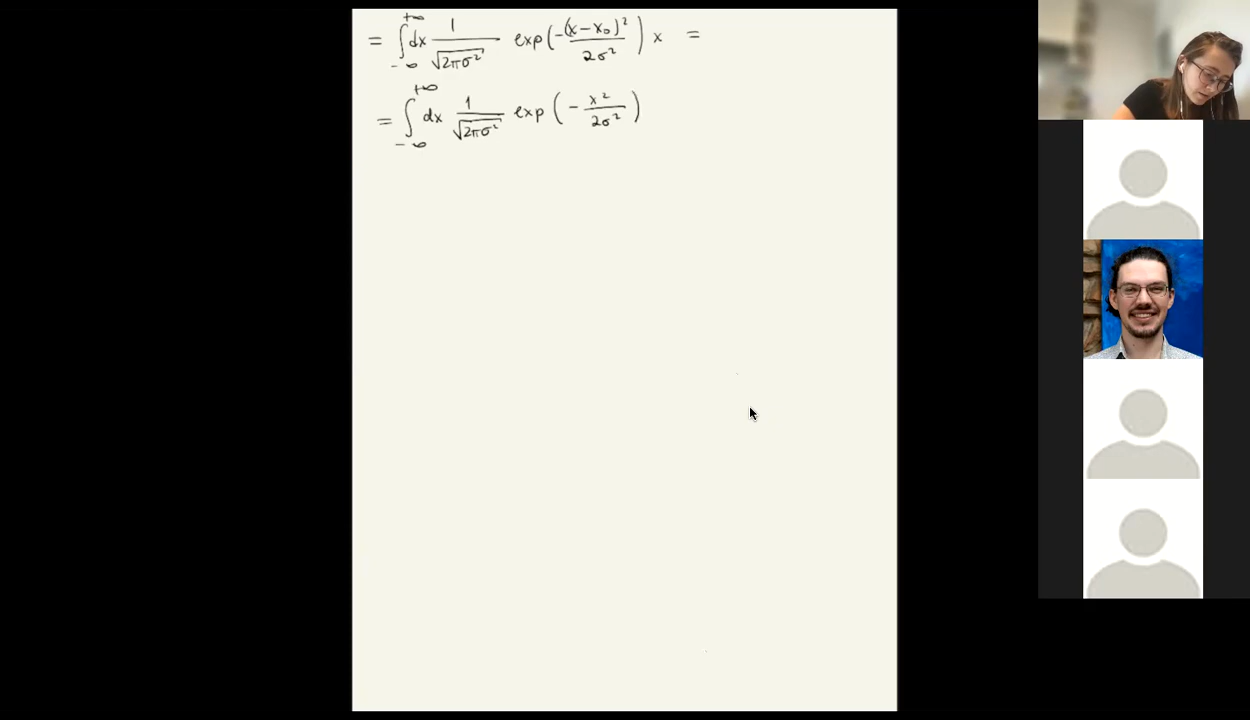 = ∫_{-∞}^{+∞} dx 1/√(2πσ²) exp(-(x-x₀)²/2σ²) x =
= ∫_{-∞}^{+∞} dx 1/√(2πσ²) exp(-x²/2σ²)